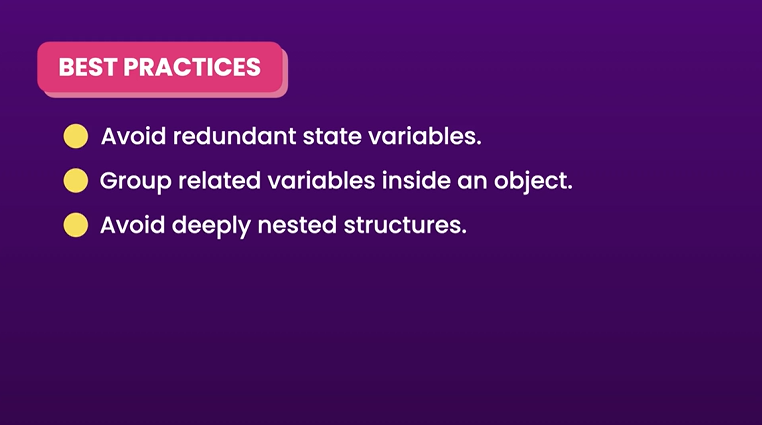 BEST PRACTICES
Avoid redundant state variables.
Group related variables inside an object.
Avoid deeply nested structures.